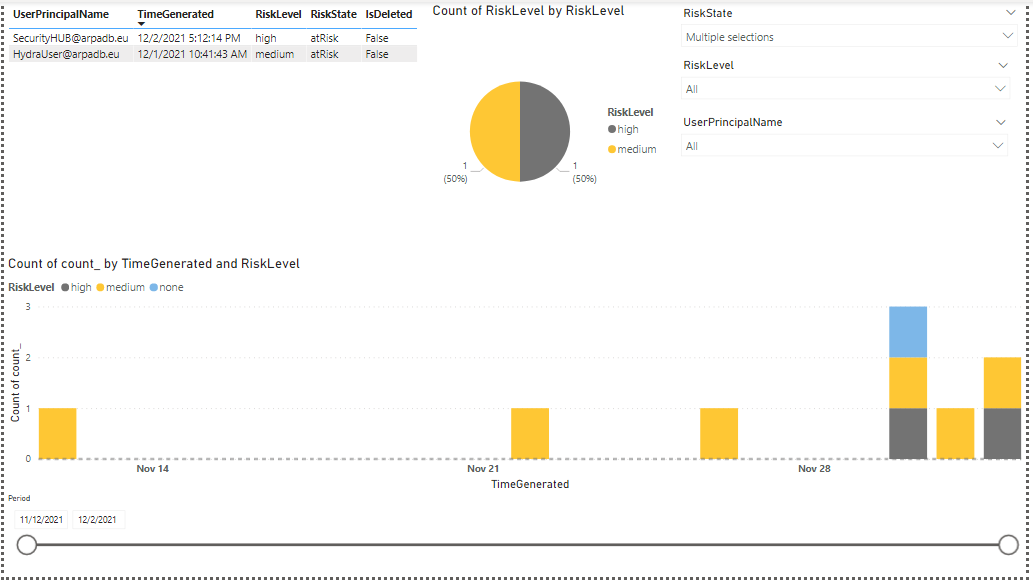 UserPrincipalName TimeGenerated RiskLevel RiskState IsDeleted
SecurityHUB@arpadb.eu 12/2/2021 5:12:14 PM high atRisk False
HydraUser@arpadb.eu 12/1/2021 10:41:43 AM medium atRisk False
Count of RiskLevel by RiskLevel
1
(50%)
1
(50%)
RiskLevel
high
medium
RiskState
Multiple selections
RiskLevel
All
UserPrincipalName
All
Count of count_ by TimeGenerated and RiskLevel
RiskLevel high medium none
3
2
1
0
Count of count_
Nov 14 Nov 21 Nov 28
TimeGenerated
Period
11/12/2021 12/2/2021